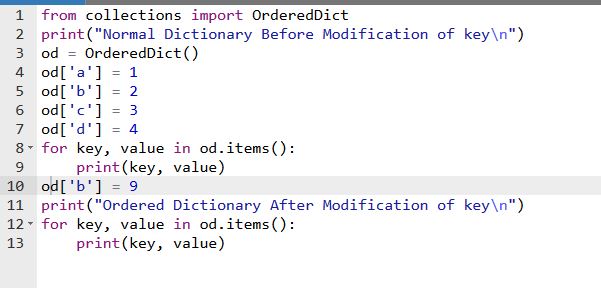 1 from collections import OrderedDict
2 print("Normal Dictionary Before Modification of key\n")
3 od = OrderedDict()
4 od['a'] = 1
5 od['b'] = 2
6 od['c'] = 3
7 od['d'] = 4
8 for key, value in od.items():
9     print(key, value)
10 od['b'] = 9
11 print("Ordered Dictionary After Modification of key\n")
12 for key, value in od.items():
13     print(key, value)